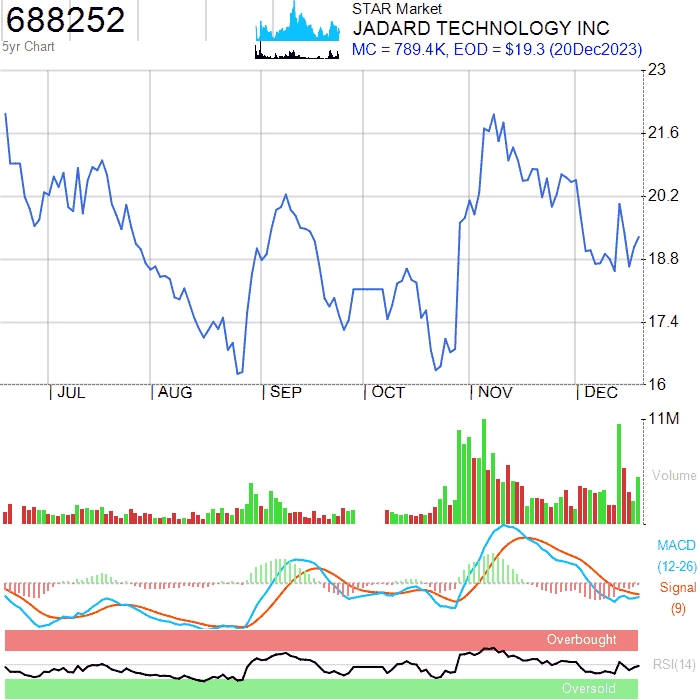 688252
5yr Chart
STAR Market
JADARD TECHNOLOGY INC
MC = 789.4K, EOD = $19.3 (20Dec2023)
23
21.6
20.2
18.8
17.4
16
JUL AUG SEP OCT NOV DEC
11M
Volume
MACD
(12-26)
Signal
(9)
Overbought
RSI(14)
Oversold